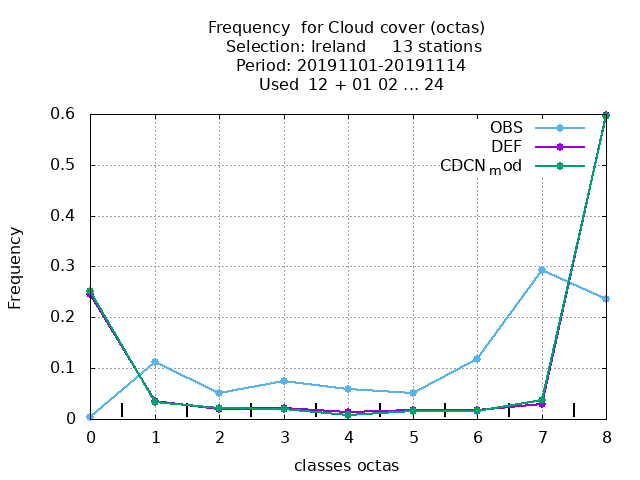 Frequency for Cloud cover (octas)
Selection: Ireland 13 stations
Period: 20191101-20191114
Used 12 + 01 02 ... 24
0.6
0.5
0.4
0.3
0.2
0.1
0
Frequency
OBS
DEF
CDCN_mod
0 1 2 3 4 5 6 7 8
classes octas